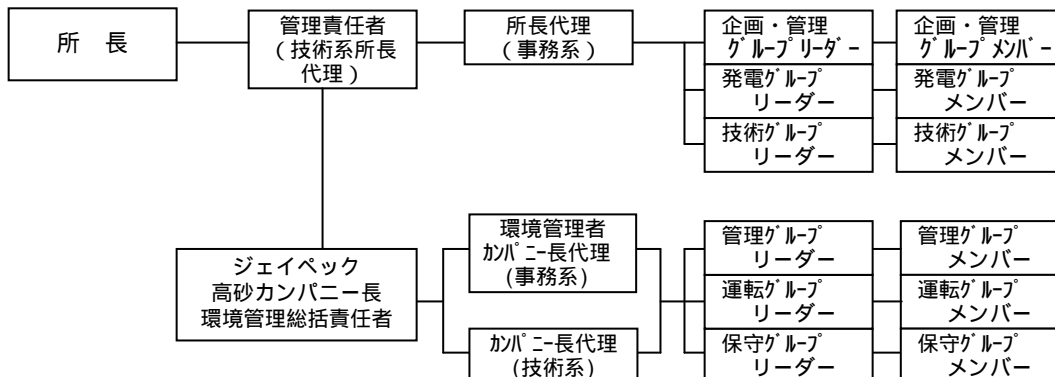 所　長
管理責任者
（技術系所長
代理）
所長代理
（事務系）
企画・管理
ｸﾞﾙｰﾌﾟﾘｰﾀﾞｰ
企画・管理
ｸﾞﾙｰﾌﾟﾒﾝﾊﾞｰ
発電ｸﾞﾙｰﾌﾟ
リーダー
発電ｸﾞﾙｰﾌﾟ
メンバー
技術ｸﾞﾙｰﾌﾟ
リーダー
技術ｸﾞﾙｰﾌﾟ
メンバー
ジェイペック
高砂カンパニー長
環境管理総括責任者
環境管理者
ｶﾝﾊﾟﾆｰ長代理
(事務系)
ｶﾝﾊﾟﾆｰ長代理
(技術系)
管理ｸﾞﾙｰﾌﾟ
リーダー
管理ｸﾞﾙｰﾌﾟ
メンバー
運転ｸﾞﾙｰﾌﾟ
リーダー
運転ｸﾞﾙｰﾌﾟ
メンバー
保守ｸﾞﾙｰﾌﾟ
リーダー
保守ｸﾞﾙｰﾌﾟ
メンバー